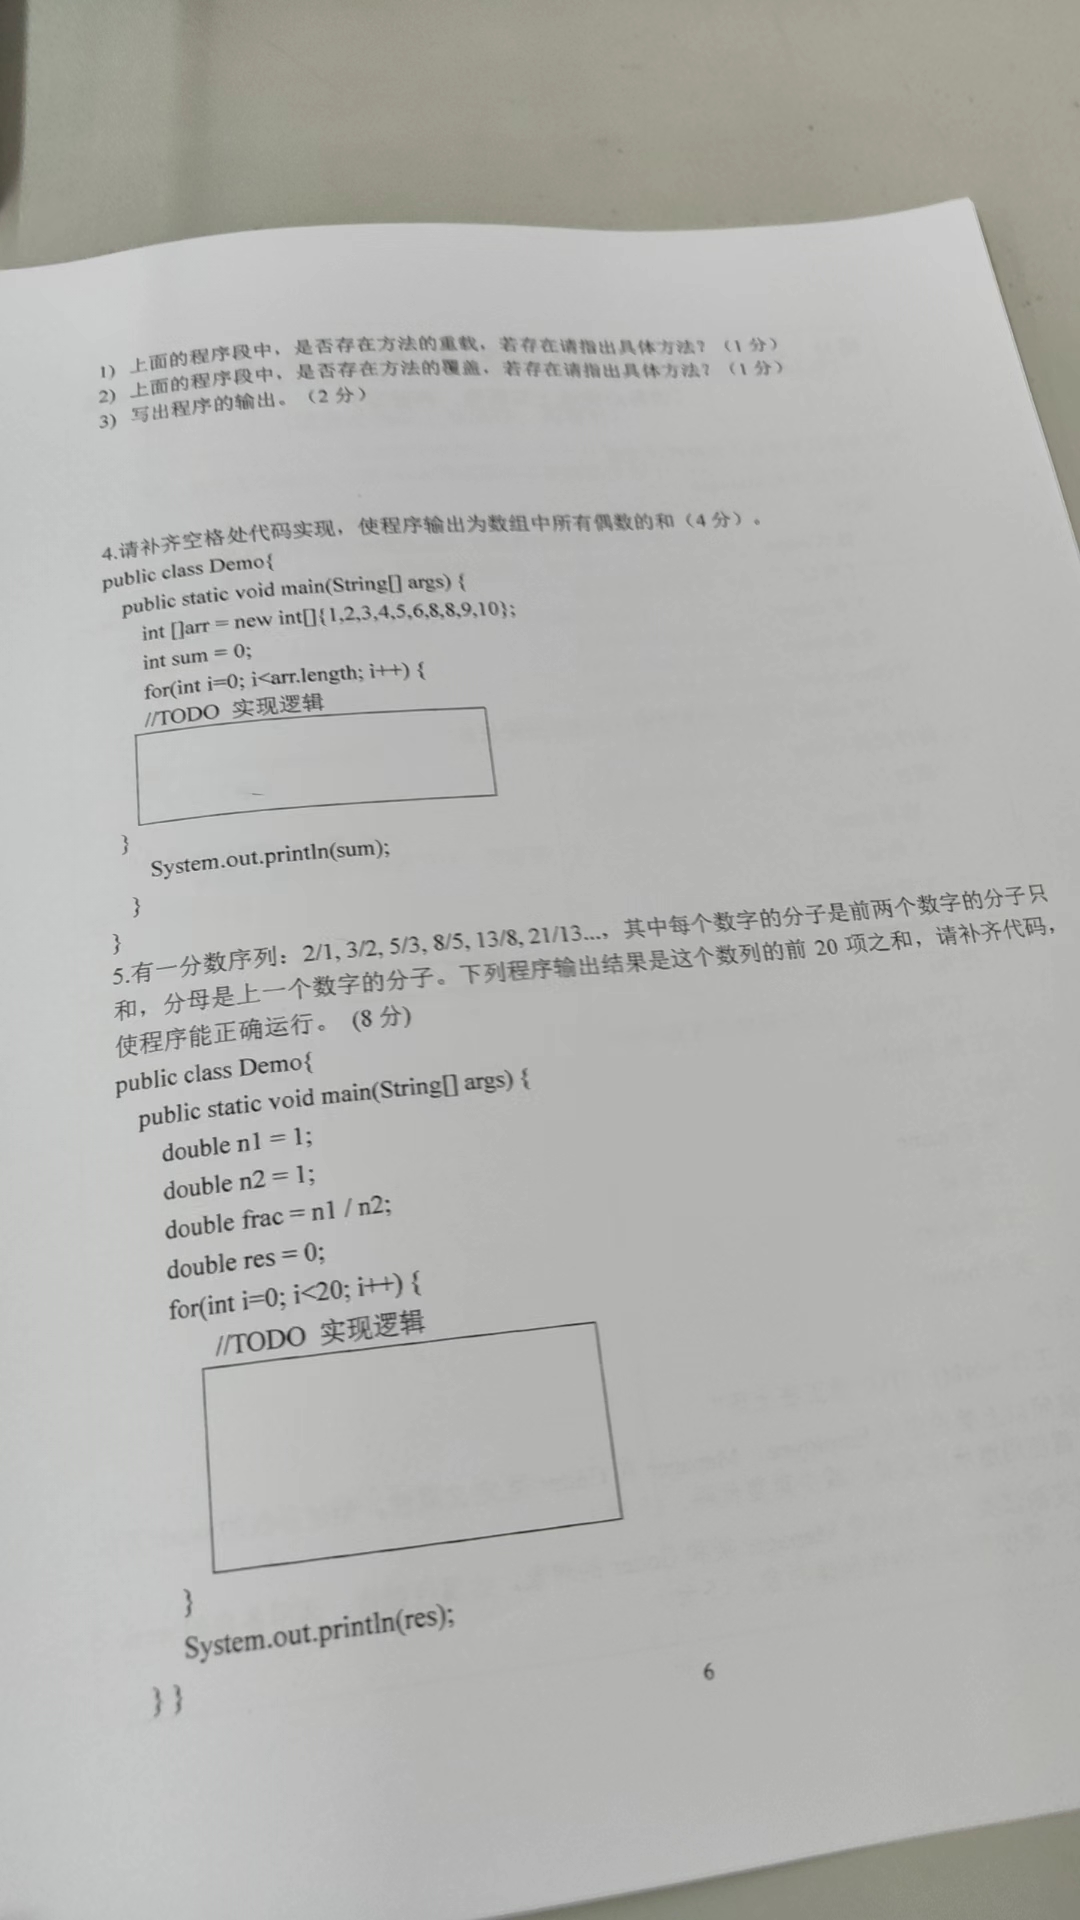 1) 上面的程序段中，是否存在方法的重载，若存在请指出具体方法？（1 分）
2) 上面的程序段中，是否存在方法的覆盖，若存在请指出具体方法？（1 分）
3) 写出程序的输出。（2 分）
4.请补齐空格处代码实现，使程序输出为数组中所有偶数的和（4 分）。
public class Demo{
public static void main(String[] args) {
int []arr = new int[]{1,2,3,4,5,6,8,8,9,10};
int sum = 0;
for(int i=0; i<arr.length; i++) {
//TODO 实现逻辑
}
System.out.println(sum);
}
}
5.有一分数序列：2/1, 3/2, 5/3, 8/5, 13/8, 21/13...，其中每个数字的分子是前两个数字的分子只
和，分母是上一个数字的分子。下列程序输出结果是这个数列的前 20 项之和，请补齐代码，
使程序能正确运行。 (8 分)
public class Demo{
public static void main(String[] args) {
double n1 = 1;
double n2 = 1;
double frac = n1 / n2;
double res = 0;
for(int i=0; i<20; i++) {
//TODO 实现逻辑
}
System.out.println(res);
} }
6